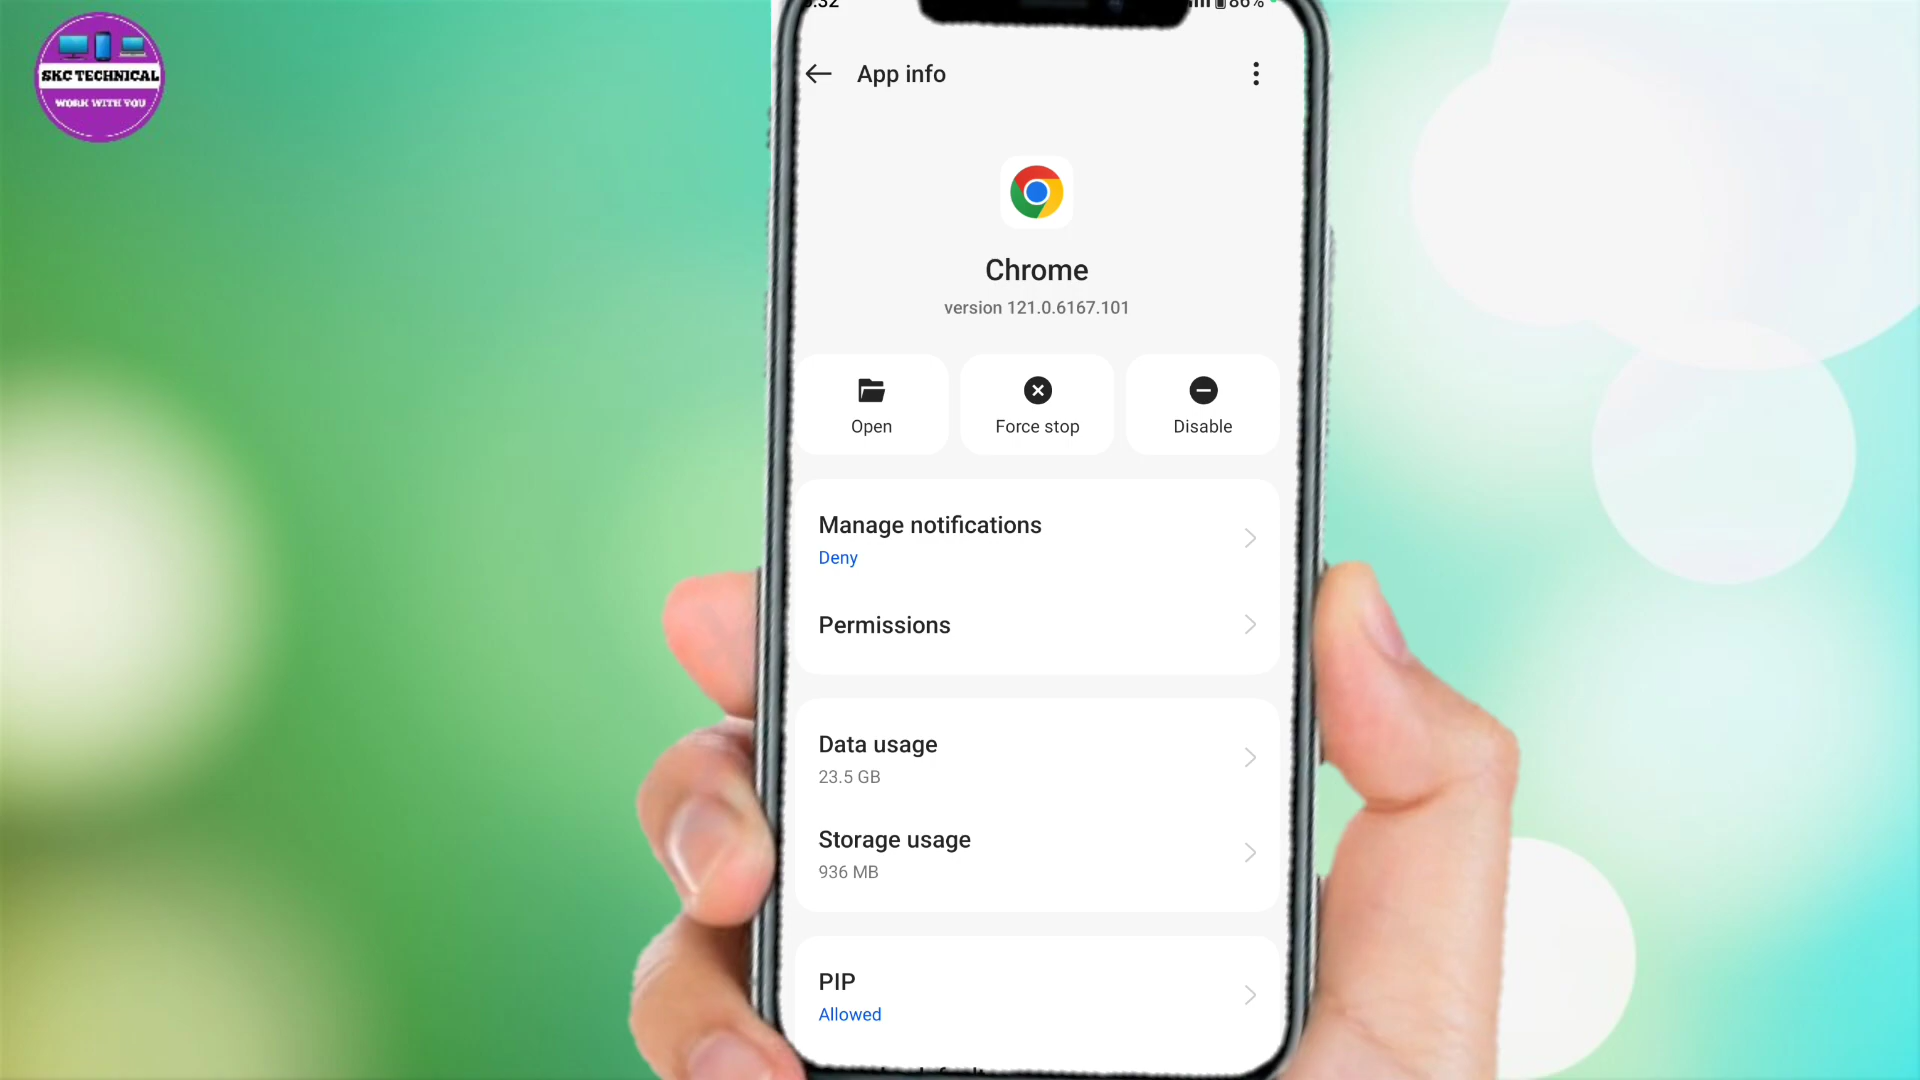 SKC TECHNICAL
WORK WITH YOU
86%
App info
Chrome
version 121.0.6167.101
Open
Force stop
Disable
Manage notifications
Deny
Permissions
Data usage
23.5 GB
Storage usage
936 MB
PIP
Allowed